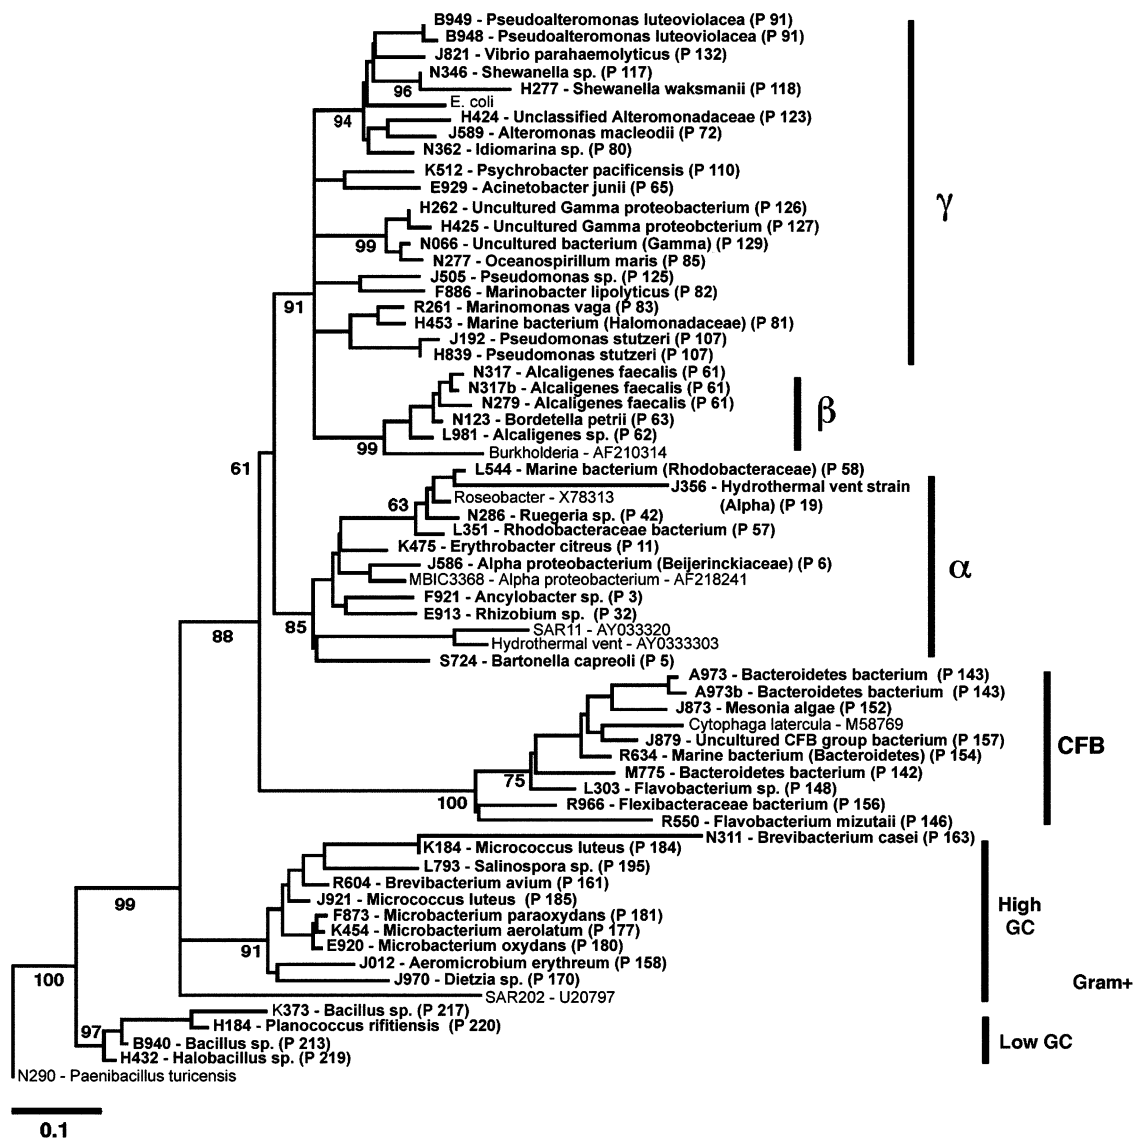 B949 - Pseudoalteromonas luteoviolacea (P 91)
B948 - Pseudoalteromonas luteoviolacea (P 91)
J821 - Vibrio parahaemolyticus (P 132)
N346 - Shewanella sp. (P 117)
96
H277 - Shewanella waksmanii (P 118)
E. coli
94
H424 - Unclassified Alteromonadaceae (P 123)
J589 - Alteromonas macleodii (P 72)
N362 - Idiomarina sp. (P 80)
K512 - Psychrobacter pacificensis (P 110)
E929 - Acinetobacter junii (P 65)
γ
H262 - Uncultured Gamma proteobacterium (P 126)
H425 - Uncultured Gamma proteobcterium (P 127)
99
N066 - Uncultured bacterium (Gamma) (P 129)
N277 - Oceanospirillum maris (P 85)
J505 - Pseudomonas sp. (P 125)
F886 - Marinobacter lipolyticus (P 82)
91
R261 - Marinomonas vaga (P 83)
H453 - Marine bacterium (Halomonadaceae) (P 81)
J192 - Pseudomonas stutzeri (P 107)
H839 - Pseudomonas stutzeri (P 107)
N317 - Alcaligenes faecalis (P 61)
N317b - Alcaligenes faecalis (P 61)
N279 - Alcaligenes faecalis (P 61)
β
N123 - Bordetella petrii (P 63)
L981 - Alcaligenes sp. (P 62)
99
Burkholderia - AF210314
61
L544 - Marine bacterium (Rhodobacteraceae) (P 58)
J356 - Hydrothermal vent strain
(Alpha) (P 19)
Roseobacter - X78313
63
N286 - Ruegeria sp. (P 42)
L351 - Rhodobacteraceae bacterium (P 57)
K475 - Erythrobacter citreus (P 11)
J586 - Alpha proteobacterium (Beijerinckiaceae) (P 6)
α
MBIC3368 - Alpha proteobacterium - AF218241
F921 - Ancylobacter sp. (P 3)
E913 - Rhizobium sp. (P 32)
85
SAR11 - AY033320
88
Hydrothermal vent - AY0333303
S724 - Bartonella capreoli (P 5)
A973 - Bacteroidetes bacterium (P 143)
A973b - Bacteroidetes bacterium (P 143)
J873 - Mesonia algae (P 152)
Cytophaga latercula - M58769
J879 - Uncultured CFB group bacterium (P 157)
CFB
R634 - Marine bacterium (Bacteroidetes) (P 154)
M775 - Bacteroidetes bacterium (P 142)
75
L303 - Flavobacterium sp. (P 148)
100
R966 - Flexibacteraceae bacterium (P 156)
R550 - Flavobacterium mizutaii (P 146)
N311 - Brevibacterium casei (P 163)
K184 - Micrococcus luteus (P 184)
L793 - Salinospora sp. (P 195)
R604 - Brevibacterium avium (P 161)
J921 - Micrococcus luteus (P 185)
99
High
GC
F873 - Microbacterium paraoxydans (P 181)
K454 - Microbacterium aerolatum (P 177)
E920 - Microbacterium oxydans (P 180)
91
J012 - Aeromicrobium erythreum (P 158)
J970 - Dietzia sp. (P 170)
100
Gram+
SAR202 - U20797
K373 - Bacillus sp. (P 217)
H184 - Planococcus rifitiensis (P 220)
97
B940 - Bacillus sp. (P 213)
Low GC
H432 - Halobacillus sp. (P 219)
N290 - Paenibacillus turicensis
0.1